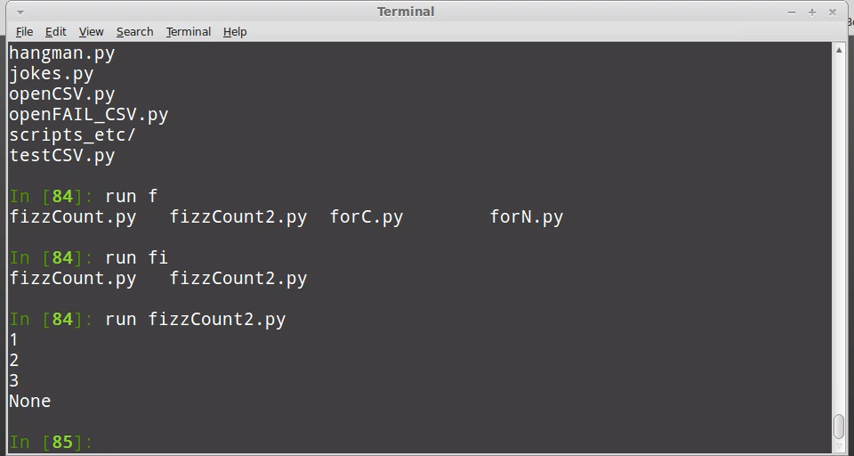 Terminal
File Edit View Search Terminal Help
hangman.py
jokes.py
openCSV.py
openFAIL_CSV.py
scripts_etc/
testCSV.py
In [84]: run f
fizzCount.py fizzCount2.py forC.py forN.py
In [84]: run fi
fizzCount.py fizzCount2.py
In [84]: run fizzCount2.py
1
2
3
None
In [85]: